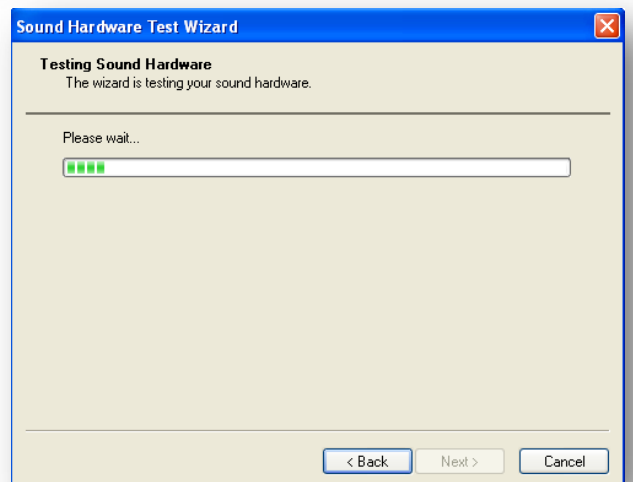 Sound Hardware Test Wizard
Testing Sound Hardware
The wizard is testing your sound hardware.
Please wait...
< Back Next > Cancel